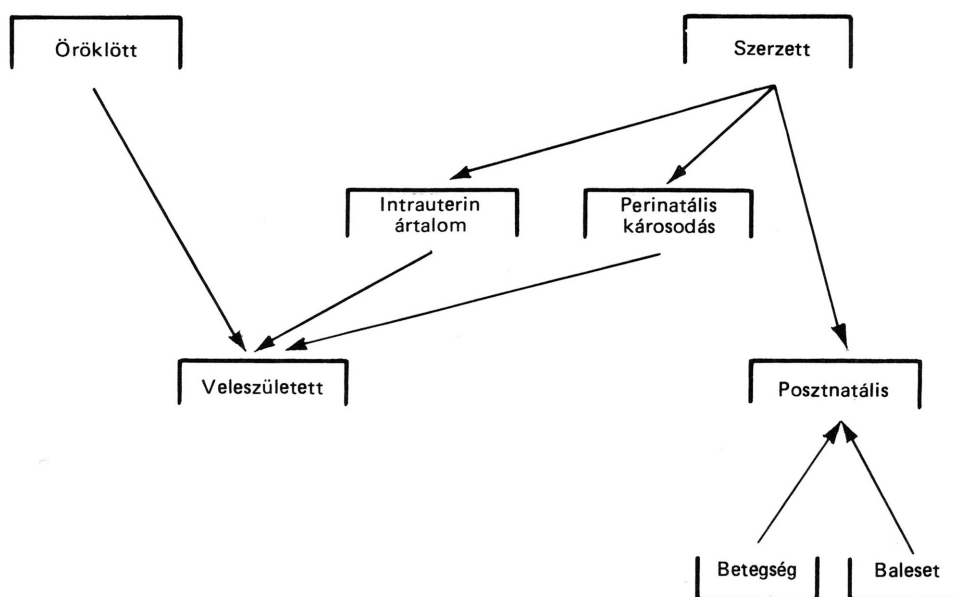 Öröklött
Szerzett
Intrauterin
ártalom
Perinatális
károsodás
Veleszületett
Posztnatális
Betegség
Baleset